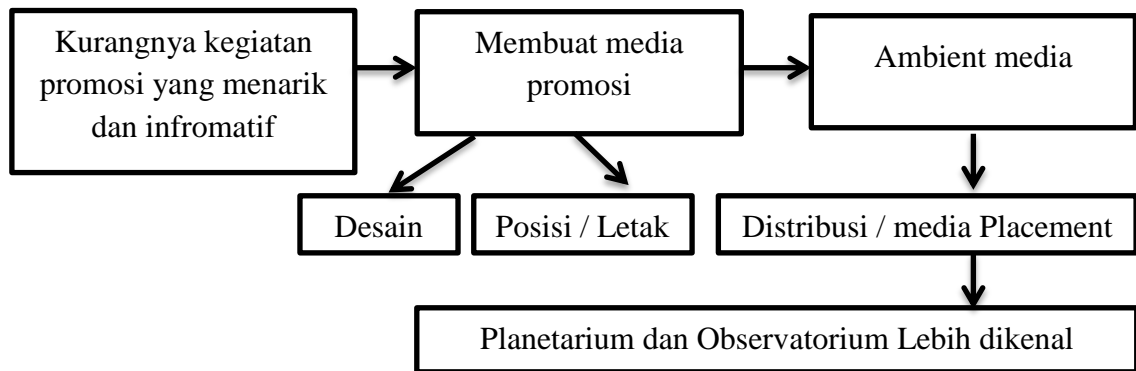 Kurangnya kegiatan
promosi yang menarik
dan infromatif
Membuat media
promosi
Ambient media
Desain
Posisi / Letak
Distribusi / media Placement
Planetarium dan Observatorium Lebih dikenal